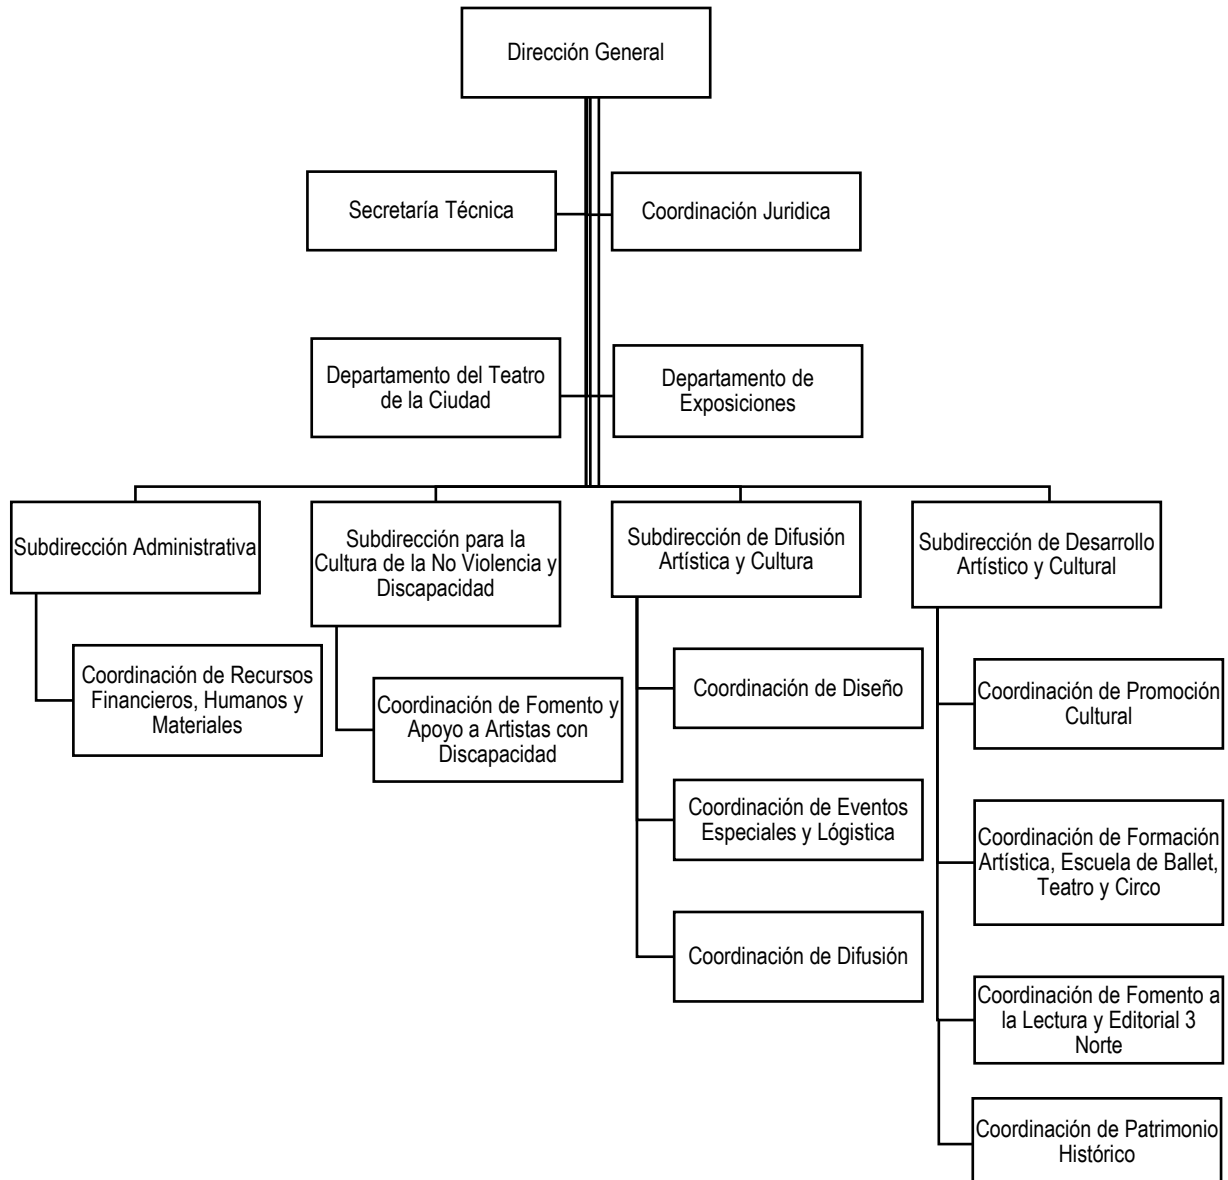 Dirección General
Secretaría Técnica
Coordinación Juridica
Departamento del Teatro
de la Ciudad
Departamento de
Exposiciones
Subdirección Administrativa
Subdirección para la
Cultura de la No Violencia y
Discapacidad
Subdirección de Difusión
Artística y Cultura
Subdirección de Desarrollo
Artístico y Cultural
Coordinación de Recursos
Financieros, Humanos y
Materiales
Coordinación de Fomento y
Apoyo a Artistas con
Discapacidad
Coordinación de Diseño
Coordinación de Eventos
Especiales y Lógistica
Coordinación de Difusión
Coordinación de Promoción
Cultural
Coordinación de Formación
Artística, Escuela de Ballet,
Teatro y Circo
Coordinación de Fomento a
la Lectura y Editorial 3
Norte
Coordinación de Patrimonio
Histórico